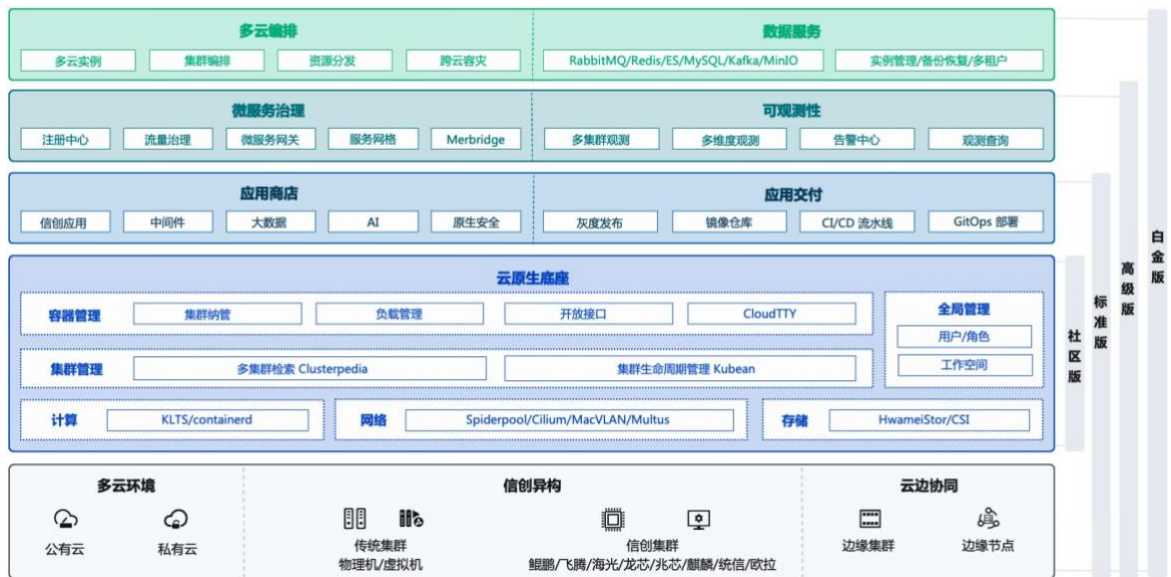 多云编排
数据服务
多云实例
集群编排
资源分发
跨云容灾
RabbitMQ/Redis/ES/MySQL/Kafka/MinIO
实例管理/备份恢复/多租户
微服务治理
可观测性
注册中心
流量治理
微服务网关
服务网格
Merbridge
多集群观测
多维度观测
告警中心
观测查询
应用商店
应用交付
信创应用
中间件
大数据
AI
原生安全
灰度发布
镜像仓库
CI/CD 流水线
GitOps 部署
云原生底座
容器管理
集群纳管
负载管理
开放接口
CloudTTY
全局管理
用户/角色
工作空间
集群管理
多集群检索 Clusterpedia
集群生命周期管理 Kubean
计算
KLTS/containerd
网络
Spiderpool/Cilium/MacVLAN/Multus
存储
HwameiStor/CSI
多云环境
信创异构
云边协同
公有云
私有云
传统集群
物理机/虚拟机
信创集群
鲲鹏/飞腾/海光/龙芯/兆芯/麒麟/统信/欧拉
边缘集群
边缘节点
社区版
标准版
高级版
白金版